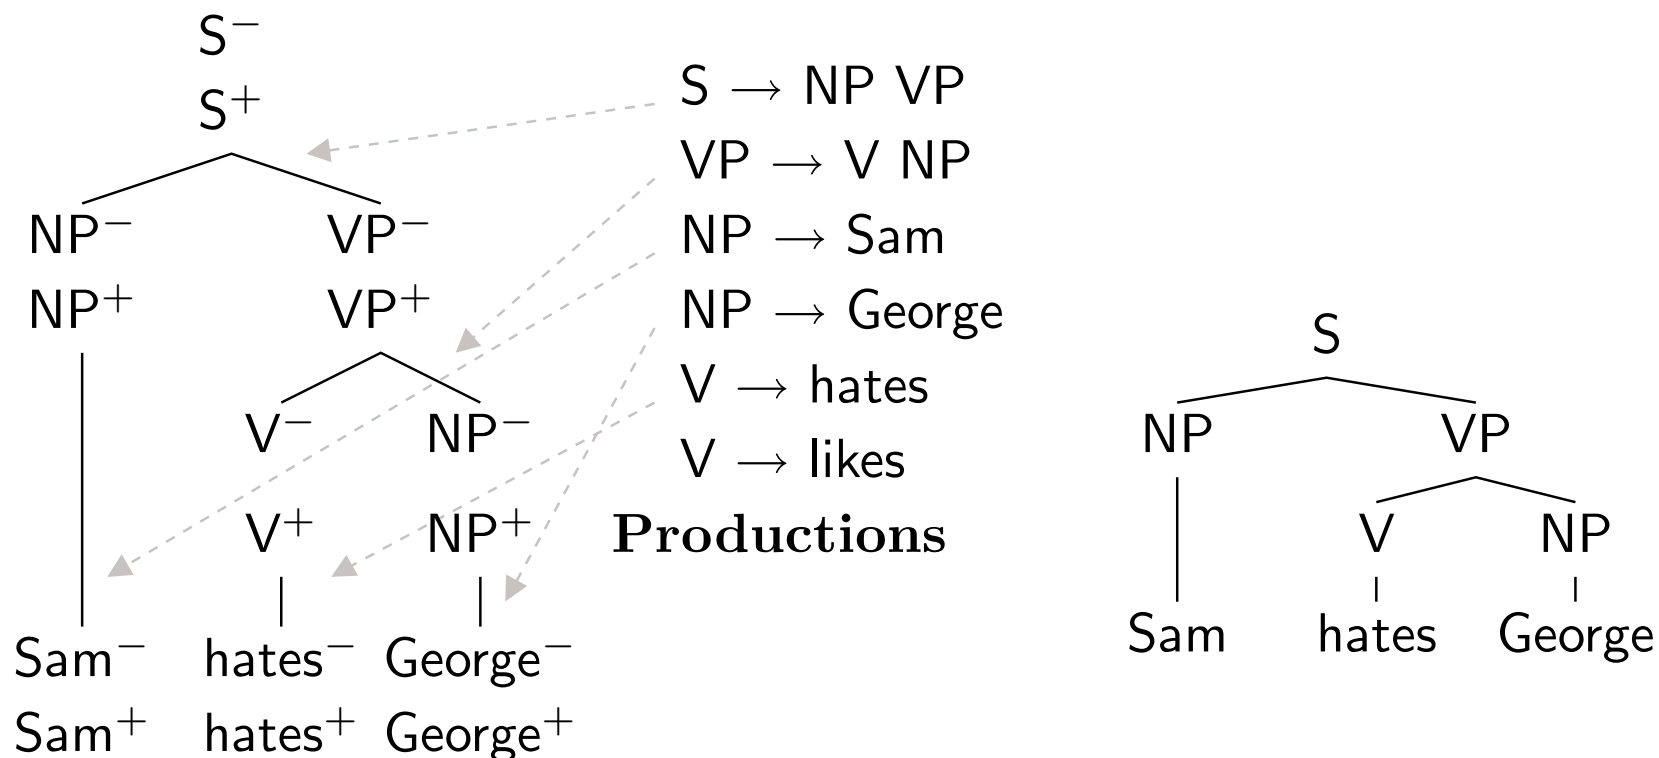 S−
S+
NP− VP−
NP+ VP+
V− NP−
V+ NP+
Sam− hates− George−
Sam+ hates+ George+
S → NP VP
VP → V NP
NP → Sam
NP → George
V → hates
V → likes
Productions
S
NP VP
V NP
Sam hates George